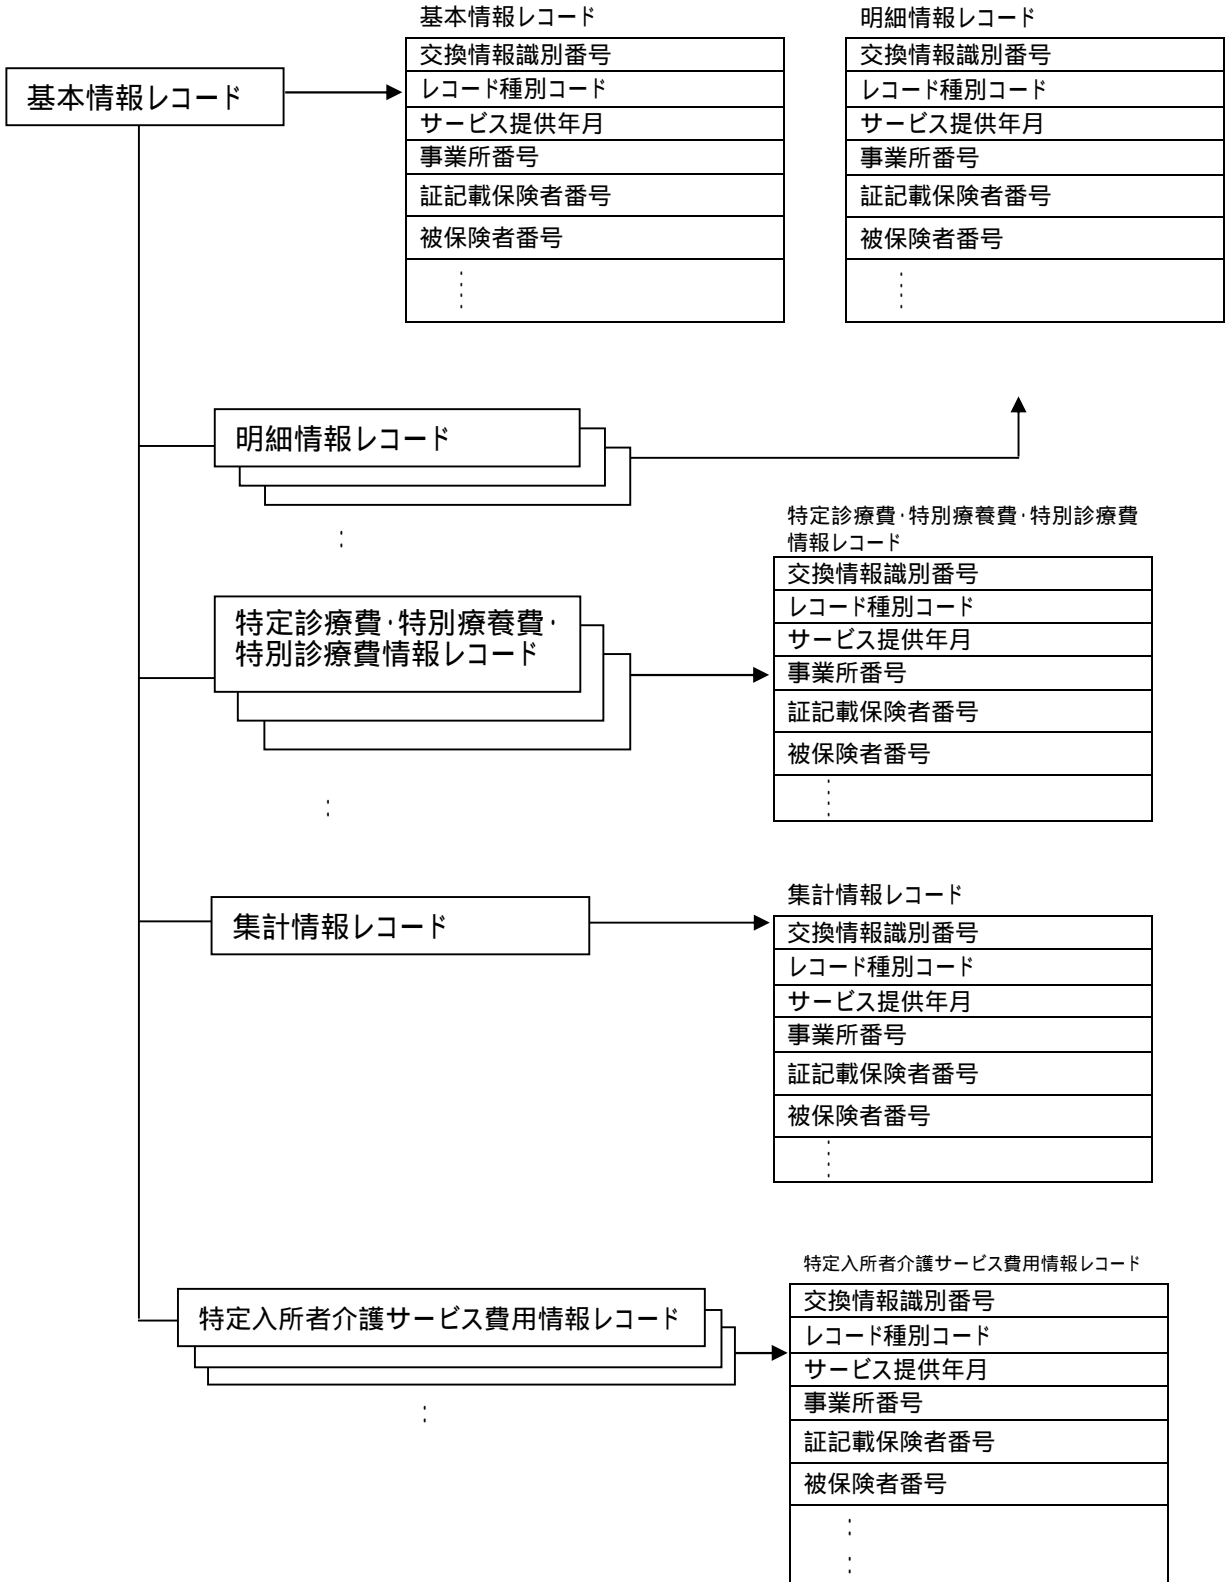 基本情報レコード
基本情報レコード
交換情報識別番号
レコード種別コード
サービス提供年月
事業所番号
証記載保険者番号
被保険者番号
明細情報レコード
交換情報識別番号
レコード種別コード
サービス提供年月
事業所番号
証記載保険者番号
被保険者番号
明細情報レコード
特定診療費・特別療養費・
特別診療費情報レコード
特定診療費・特別療養費・特別診療費
情報レコード
交換情報識別番号
レコード種別コード
サービス提供年月
事業所番号
証記載保険者番号
被保険者番号
集計情報レコード
集計情報レコード
交換情報識別番号
レコード種別コード
サービス提供年月
事業所番号
証記載保険者番号
被保険者番号
特定入所者介護サービス費用情報レコード
特定入所者介護サービス費用情報レコード
交換情報識別番号
レコード種別コード
サービス提供年月
事業所番号
証記載保険者番号
被保険者番号